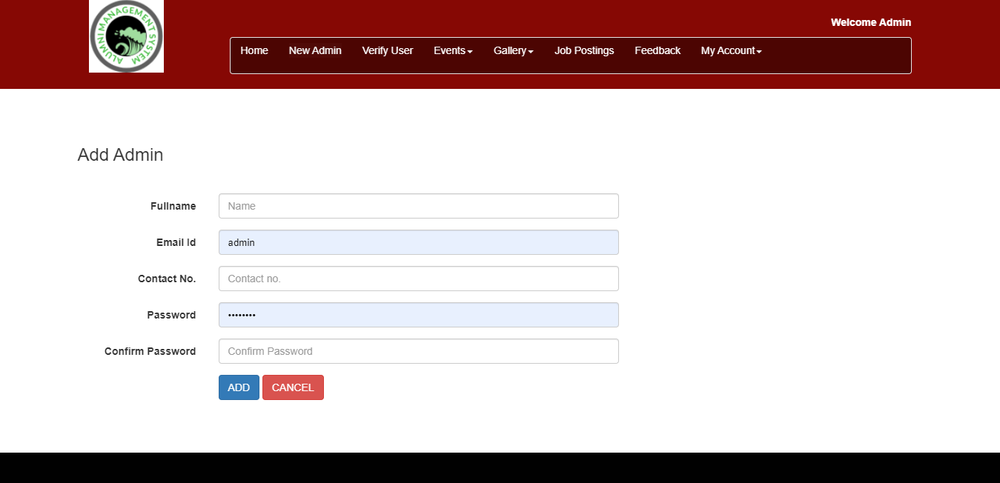 ALUMNI MANAGEMENT SYSTEM
Welcome Admin
Home New Admin Verify User Events Gallery Job Postings Feedback My Account
Add Admin
Fullname Name
Email Id admin
Contact No. Contact no.
Password ••••••••
Confirm Password Confirm Password
ADD CANCEL